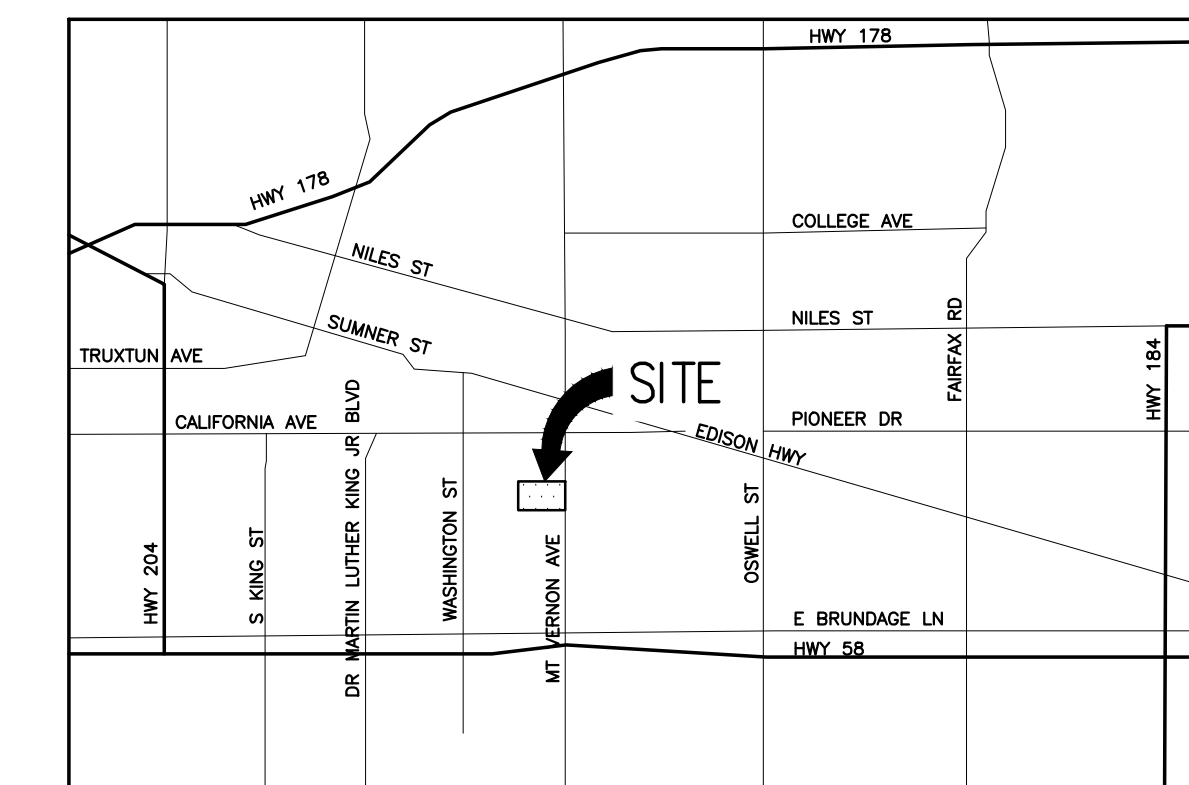 HWY 178
HWY 178
COLLEGE AVE
NILES ST
NILES ST
SUMNER ST
TRUXTUN AVE
FAIRFAX RD
HWY 184
SITE
CALIFORNIA AVE
DR MARTIN LUTHER KING JR BLVD
PIONEER DR
EDISON HWY
WASHINGTON ST
OSWELL ST
S KING ST
HWY 204
MT VERNON AVE
E BRUNDAGE LN
HWY 58